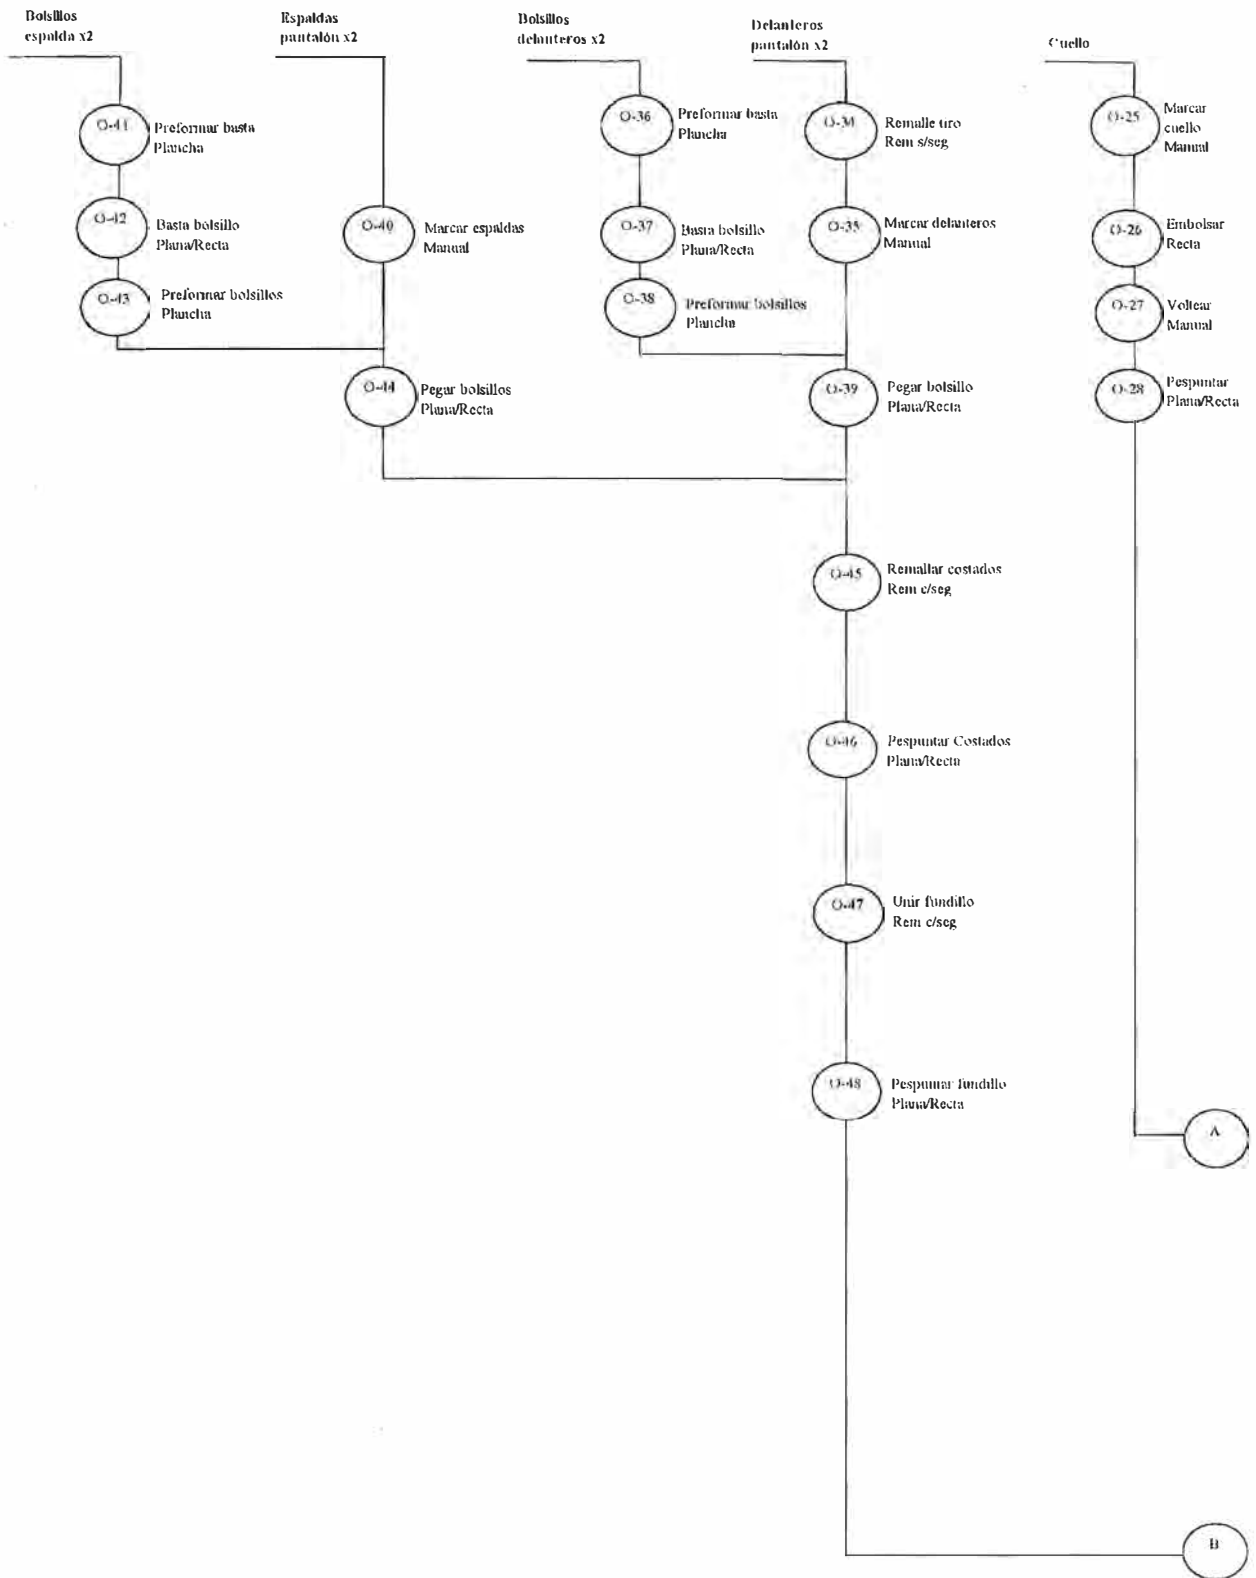 Bolsillos
espalda x2
Espaldas
pantalón x2
Bolsillos
delanteros x2
Delanteros
pantalón x2
Cuello
O-41
Preformar basta
Plancha
O-42
Basta bolsillo
Plana/Recta
O-43
Preformar bolsillos
Plancha
O-40
Marcar espaldas
Manual
O-44
Pegar bolsillos
Plana/Recta
O-36
Preformar basta
Plancha
O-37
Basta bolsillo
Plana/Recta
O-38
Preformar bolsillos
Plancha
O-34
Remalle tiro
Rem s/seg
O-35
Marcar delanteros
Manual
O-39
Pegar bolsillo
Plana/Recta
O-45
Remallar costados
Rem c/seg
O-46
Pespuntar Costados
Plana/Recta
O-47
Unir fundillo
Rem c/seg
O-48
Pespuntar fundillo
Plana/Recta
O-25
Marcar
cuello
Manual
O-26
Embolsar
Recta
O-27
Voltear
Manual
O-28
Pespuntar
Plana/Recta
A
B